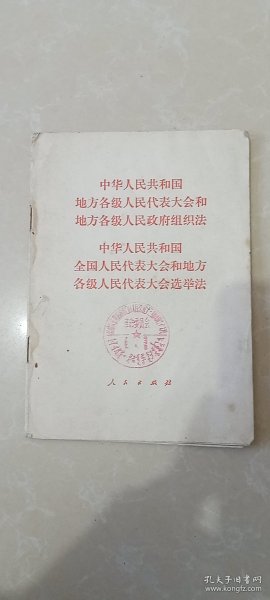 中华人民共和国
地方各级人民代表大会和
地方各级人民政府组织法
中华人民共和国
全国人民代表大会和地方
各级人民代表大会选举法
人民出版社
孔夫子旧书网
www.kongfz.com